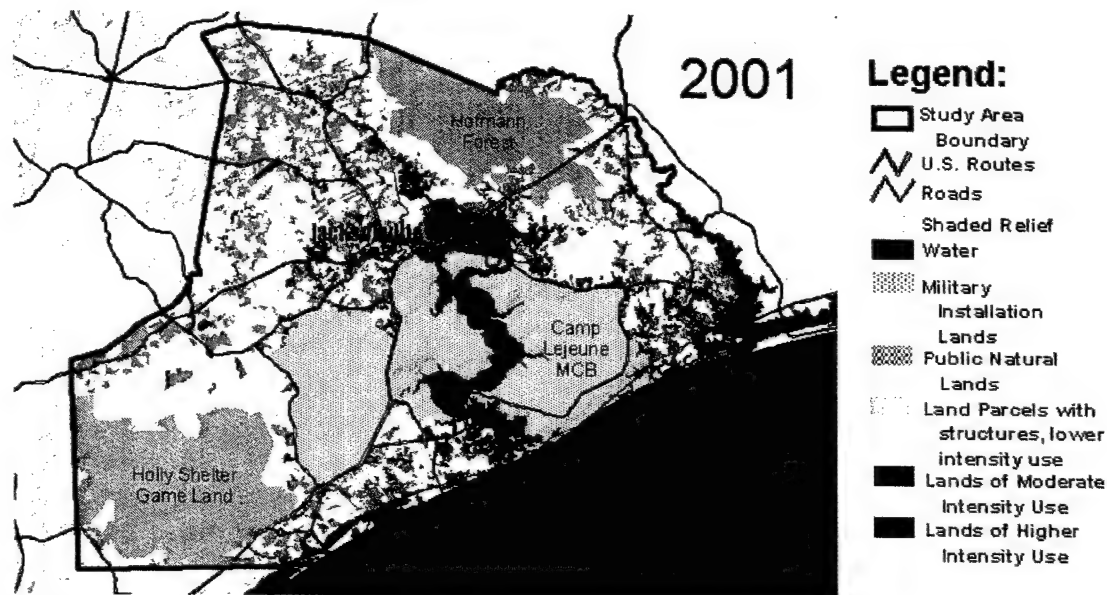 2001
Hofmann
Forest
Jacksonville
Camp
Lejeune
MCB
Holly Shelter
Game Land
Legend:
Study Area
Boundary
U.S. Routes
Roads
Shaded Relief
Water
Military
Installation
Lands
Public Natural
Lands
Land Parcels with
structures, lower
intensity use
Lands of Moderate
Intensity Use
Lands of Higher
Intensity Use